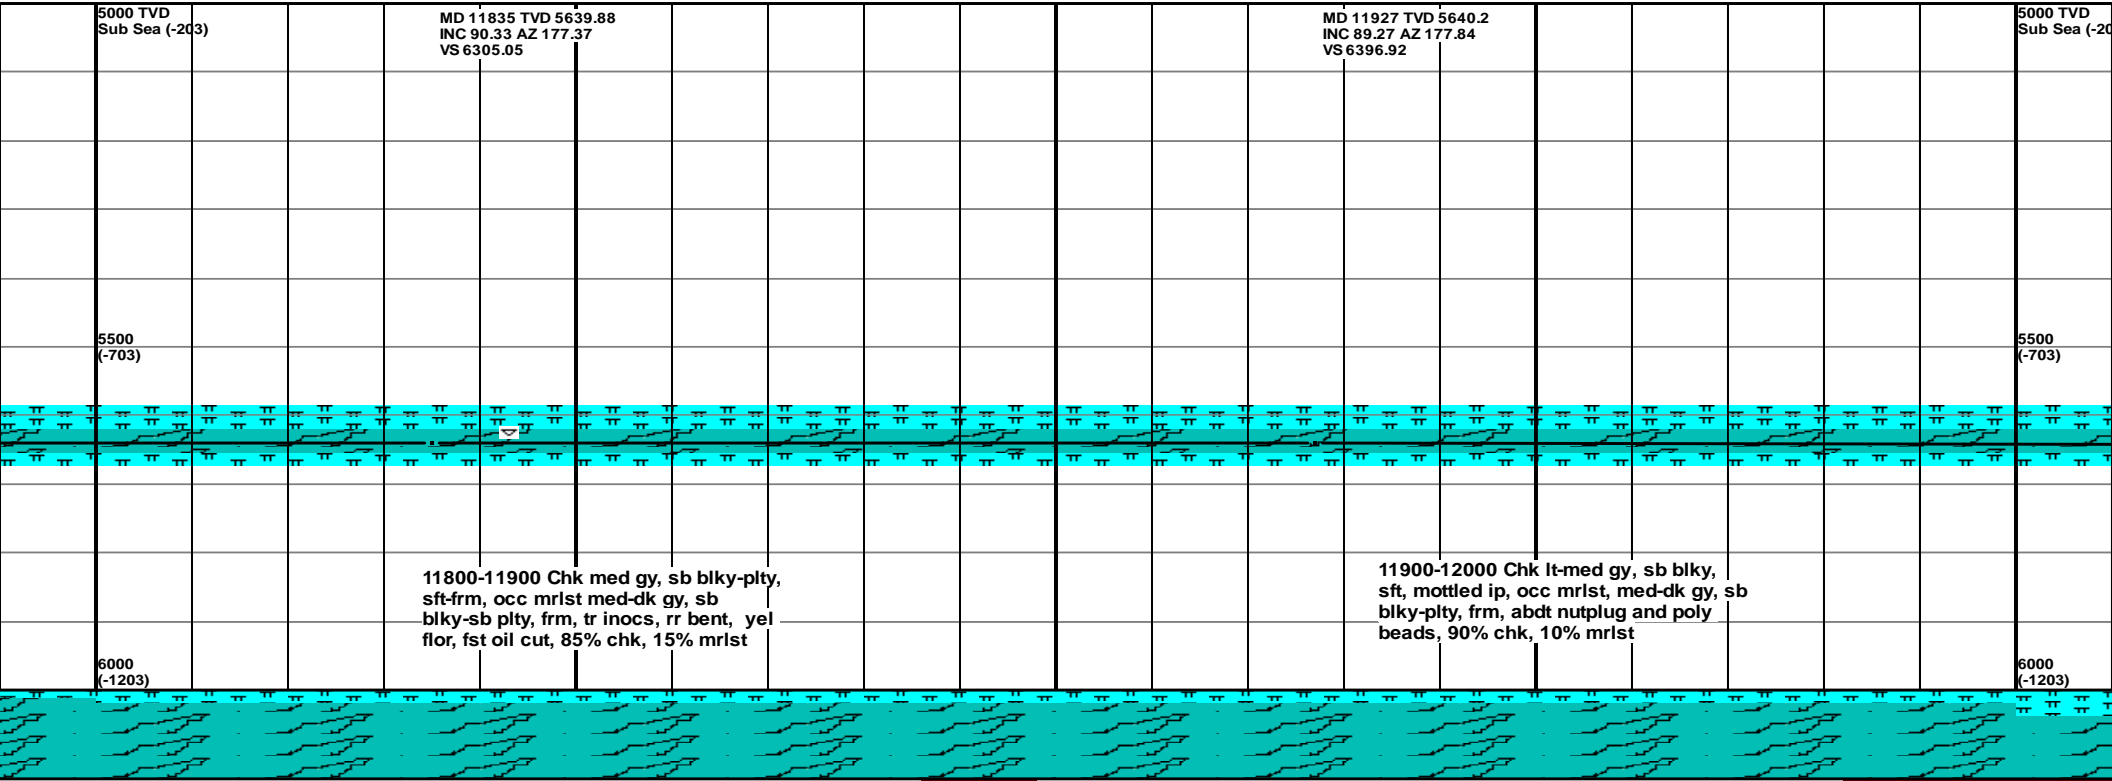 5000 TVD
Sub Sea (-203)
MD 11835 TVD 5639.88
INC 90.33 AZ 177.37
VS 6305.05
MD 11927 TVD 5640.2
INC 89.27 AZ 177.84
VS 6396.92
5000 TVD
Sub Sea (-20
5500
(-703)
5500
(-703)
11800-11900 Chk med gy, sb blky-plty,
sft-frm, occ mrlst med-dk gy, sb
blky-sb plty, frm, tr inocs, rr bent, yel
flor, fst oil cut, 85% chk, 15% mrlst
11900-12000 Chk lt-med gy, sb blky,
sft, mottled ip, occ mrlst, med-dk gy, sb
blky-plty, frm, abdt nutplug and poly
beads, 90% chk, 10% mrlst
6000
(-1203)
6000
(-1203)